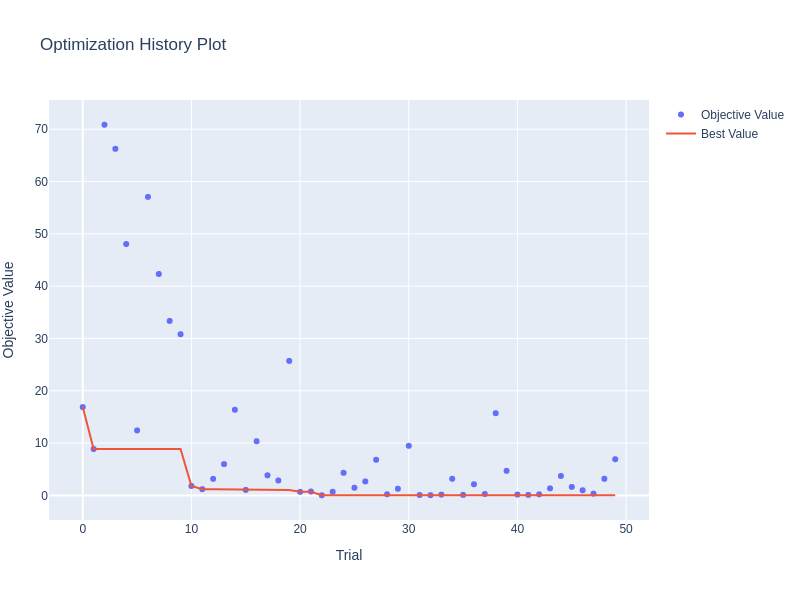 Optimization History Plot
Objective Value
Best Value
70
60
50
40
30
20
10
0
Objective Value
0 10 20 30 40 50
Trial